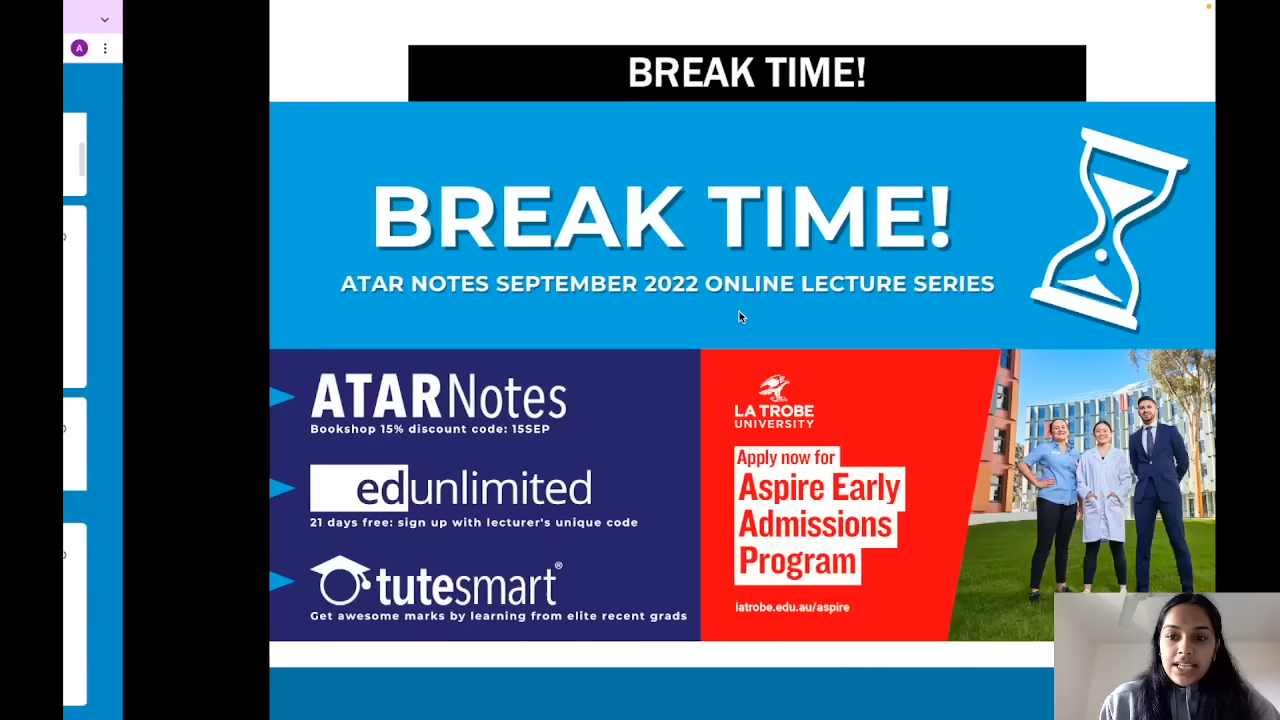 A
BREAK TIME!
BREAK TIME!
ATAR NOTES SEPTEMBER 2022 ONLINE LECTURE SERIES
ATARNotes
Bookshop 15% discount code: 15SEP
edunlimited
21 days free: sign up with lecturer's unique code
tutesmart®
Get awesome marks by learning from elite recent grads
LA TROBE
UNIVERSITY
Apply now for
Aspire Early
Admissions
Program
latrobe.edu.au/aspire